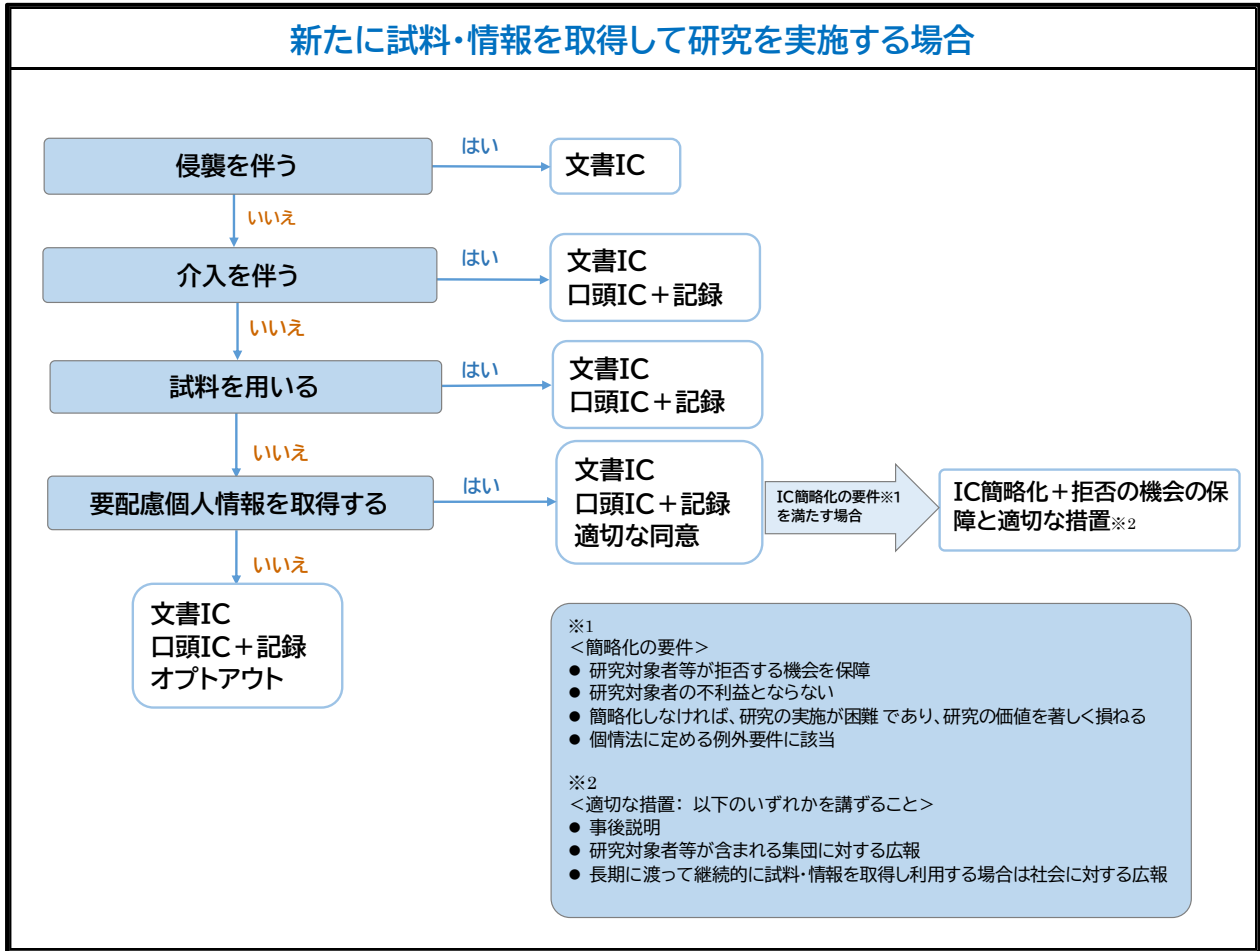 新たに試料・情報を取得して研究を実施する場合
侵襲を伴う
はい
文書IC
いいえ
介入を伴う
はい
文書IC
口頭IC+記録
いいえ
試料を用いる
はい
文書IC
口頭IC+記録
いいえ
要配慮個人情報を取得する
はい
文書IC
口頭IC+記録
適切な同意
IC簡略化の要件※1
を満たす場合
IC簡略化+拒否の機会の保
障と適切な措置※2
いいえ
文書IC
口頭IC+記録
オプトアウト
※1
<簡略化の要件>
● 研究対象者等が拒否する機会を保障
● 研究対象者の不利益とならない
● 簡略化しなければ、研究の実施が困難 であり、研究の価値を著しく損ねる
● 個情法に定める例外要件に該当
※2
<適切な措置: 以下のいずれかを講ずること>
● 事後説明
● 研究対象者等が含まれる集団に対する広報
● 長期に渡って継続的に試料・情報を取得し利用する場合は社会に対する広報